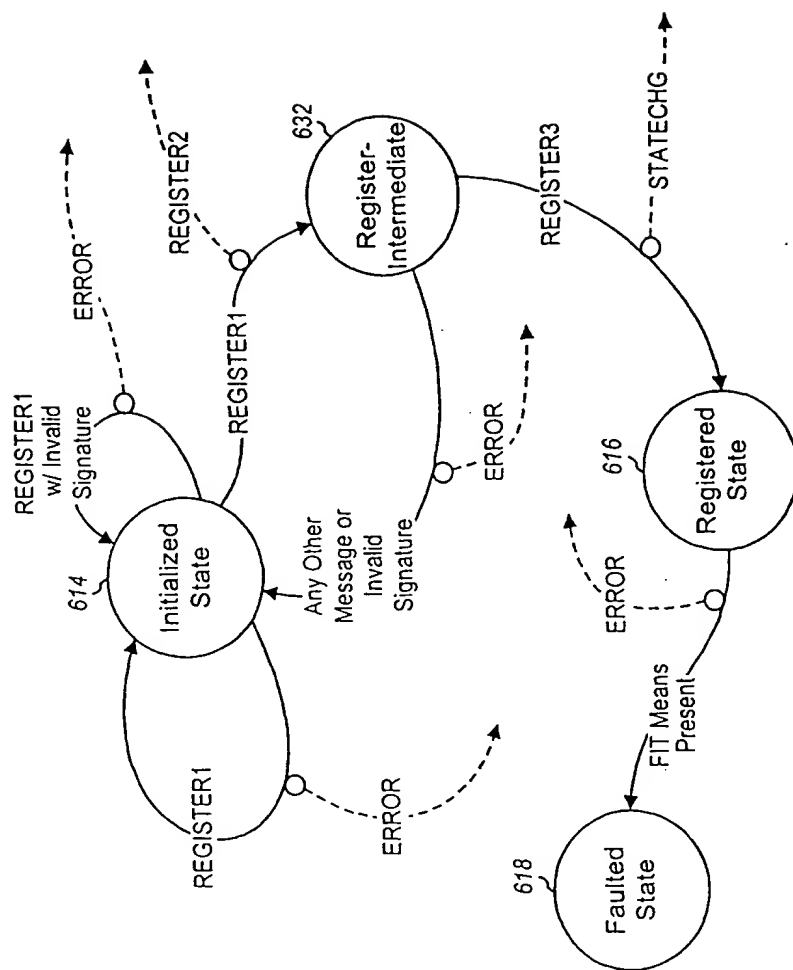 REGISTER1
w/ Invalid
Signature
ERROR
REGISTER2
614
Initialized
State
REGISTER1
632
Register-
Intermediate
REGISTER1
ERROR
Any Other
Message or
Invalid
Signature
ERROR
REGISTER3
STATECHG
616
Registered
State
ERROR
FIT Means
Present
618
Faulted
State